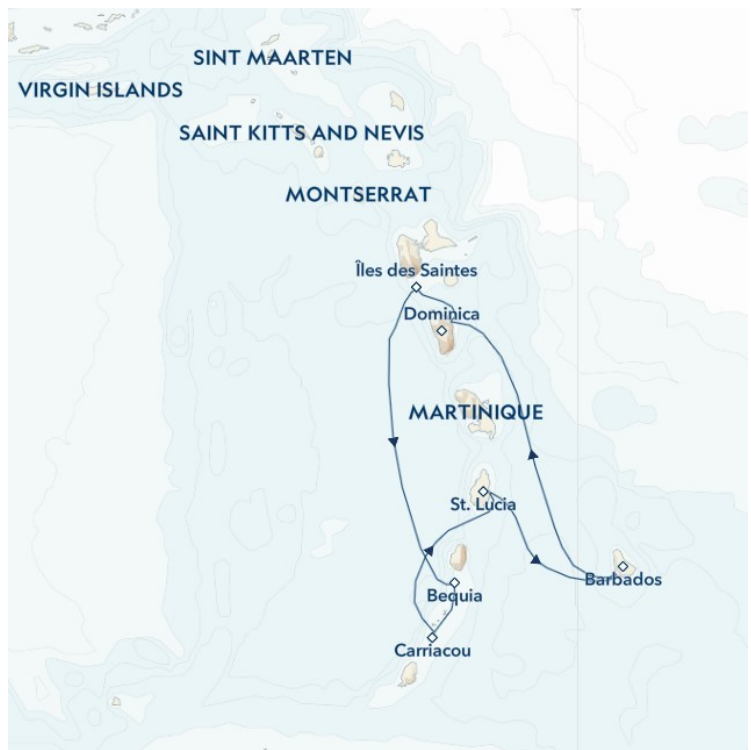 SINT MAARTEN
VIRGIN ISLANDS
SAINT KITTS AND NEVIS
MONTSERRAT
Îles des Saintes
Dominica
MARTINIQUE
St. Lucia
Barbados
Bequia
Carriacou